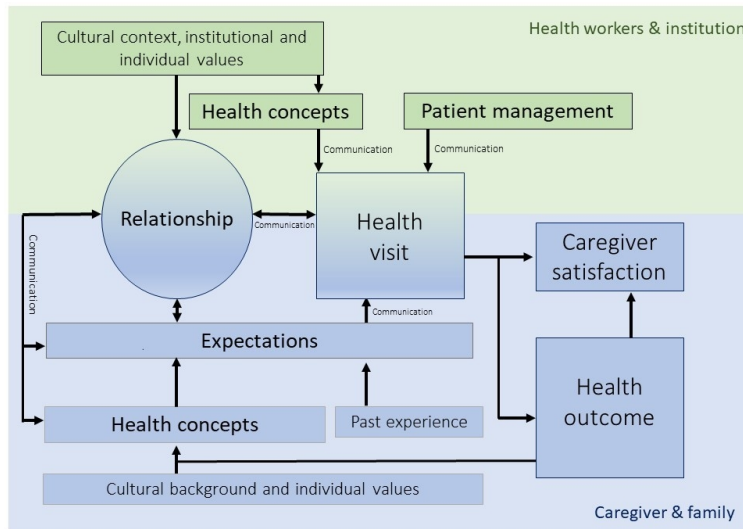 Health workers & institution
Cultural context, institutional and
individual values
Health concepts
Patient management
Communication
Communication
Relationship
Communication
Health
visit
Caregiver
satisfaction
Communication
Communication
Expectations
Health
outcome
Health concepts
Past experience
Cultural background and individual values
Caregiver & family